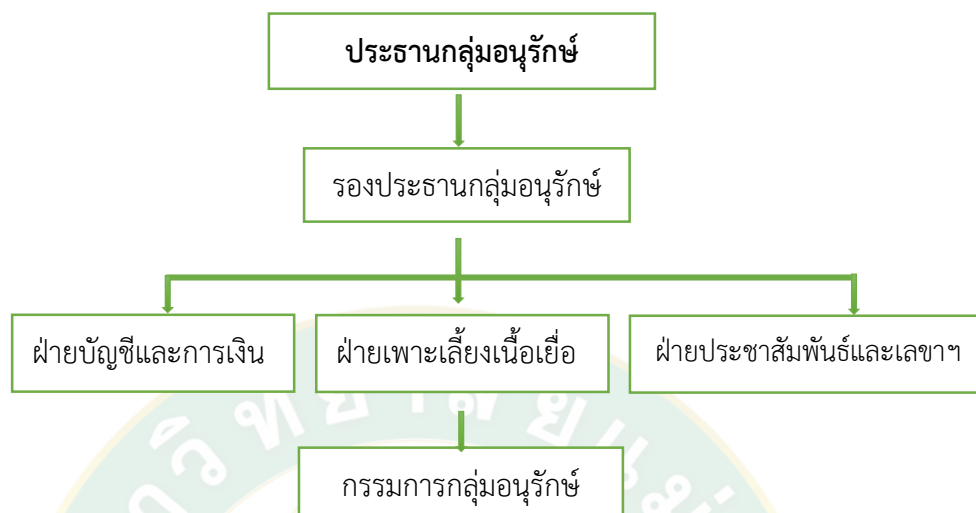 ประธานกลุ่มอนุรักษ์
รองประธานกลุ่มอนุรักษ์
ฝ่ายบัญชีและการเงิน
ฝ่ายเพาะเลี้ยงเนื้อเยื่อ
ฝ่ายประชาสัมพันธ์และเลขาฯ
กรรมการกลุ่มอนุรักษ์